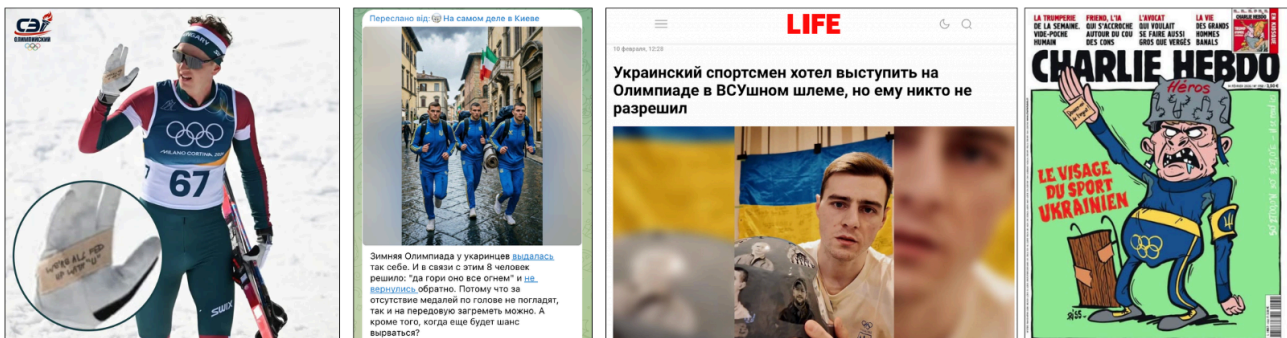 СЭ
ОЛИМПИЙСКИЙ
HUNGARY
MILANO CORTINA 2026
67
SWIX
Переслано від: На самом деле в Киеве
Зимняя Олимпиада у укаринцев выдалась
так себе. И в связи с этим 8 человек
решило: "да гори оно все огнем" и не
вернулись обратно. Потому что за
отсутствие медалей по голове не погладят,
так и на передовую загреметь можно. А
кроме того, когда еще будет шанс
вырваться?
LIFE
10 февраля, 12:28
Украинский спортсмен хотел выступить на
Олимпиаде в ВСУшном шлеме, но ему никто не
разрешил
LA TRUMPERIE
DE LA SEMAINE,
VIDE-POCHE
HUMAIN
FRIEND, L'IA
QUI S'ACCROCHE
AUTOUR DU COU
DES CONS
L'AVOCAT
QUI VOULAIT
SE FAIRE AUSSI
GROS QUE VERGÈS
LA VIE
DES GRANDS
HOMMES
BANALS
CHARLIE HEBDO
Héros
LE VISAGE
DU SPORT
UKRAINIEN